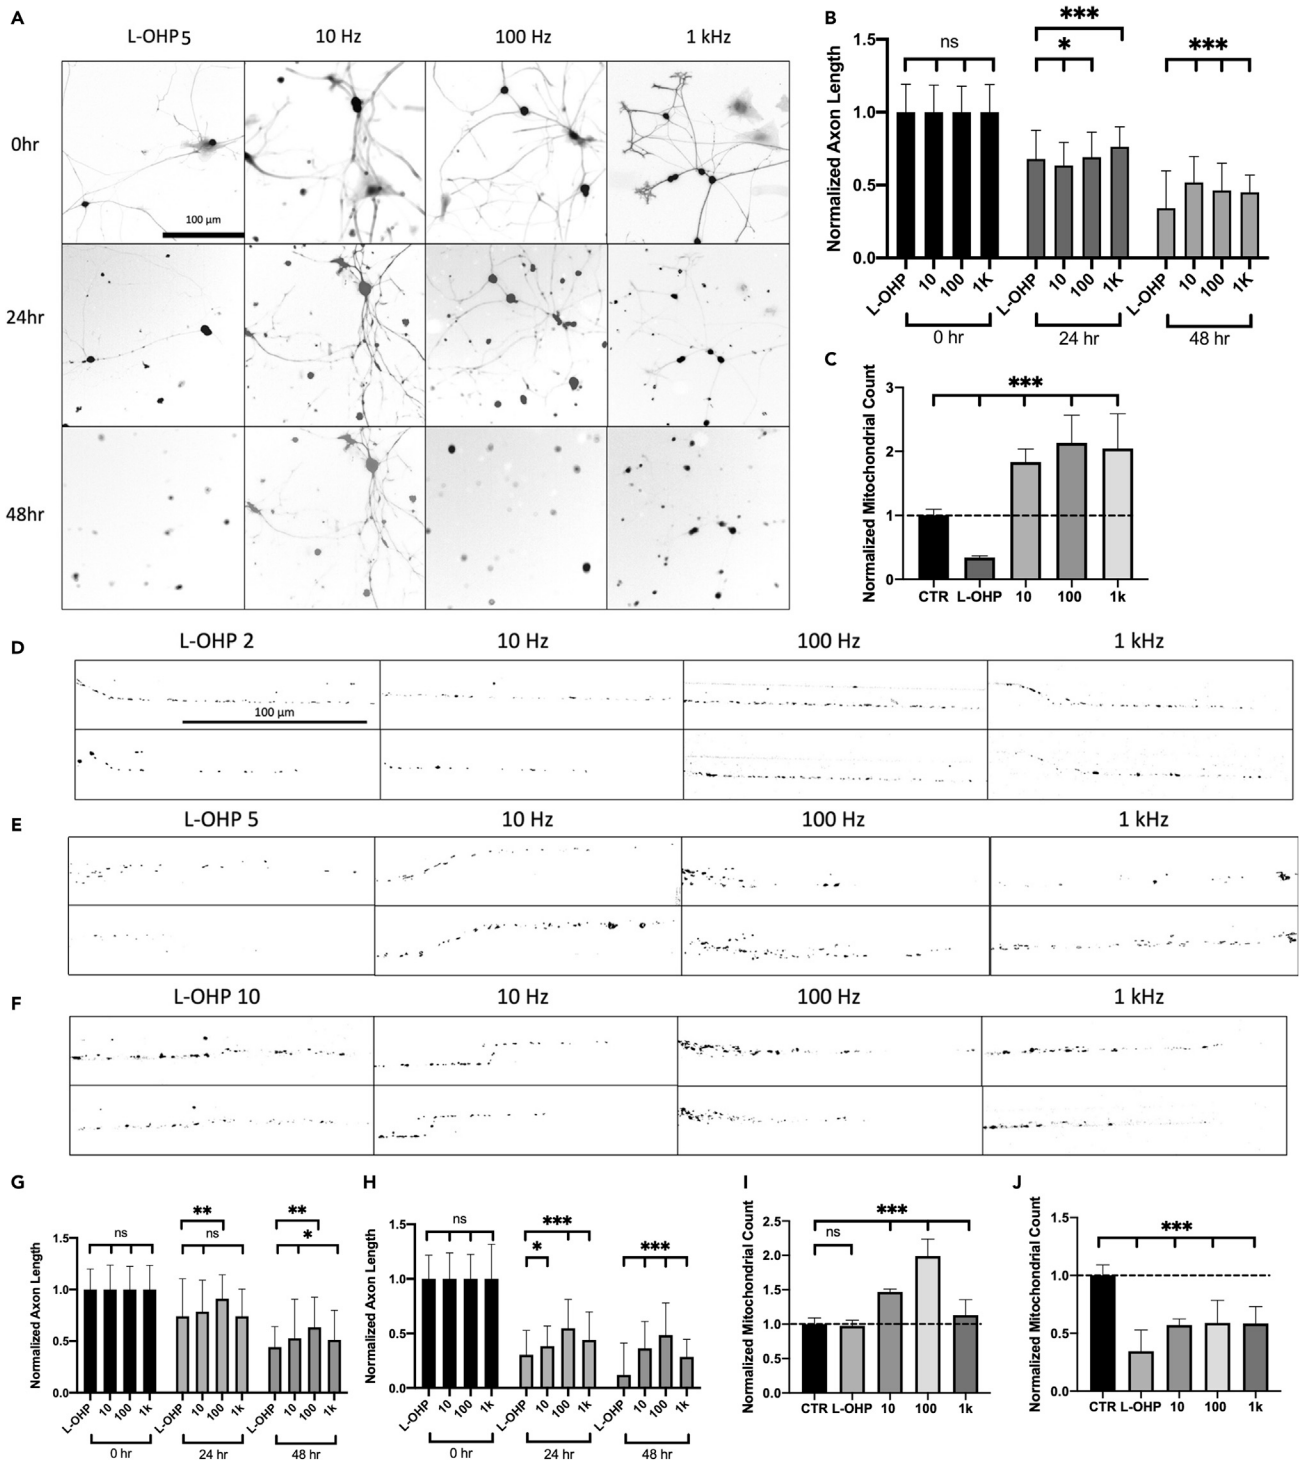 A
L-OHP 5 10 Hz 100 Hz 1 kHz
0hr
100 μm
24hr
48hr
B
Normalized Axon Length
1.5
1.0
0.5
0.0
ns
***
*
***
L-OHP 10 100 1K L-OHP 10 100 1K L-OHP 10 100 1K
0 hr 24 hr 48 hr
C
Normalized Mitochondrial Count
3
2
1
0
***
CTR L-OHP 10 100 1k
D
L-OHP 2 10 Hz 100 Hz 1 kHz
100 μm
E
L-OHP 5 10 Hz 100 Hz 1 kHz
F
L-OHP 10 10 Hz 100 Hz 1 kHz
G
Normalized Axon Length
1.5
1.0
0.5
0.0
ns
**
ns
**
*
L-OHP 10 100 1k L-OHP 10 100 1k L-OHP 10 100 1k
0 hr 24 hr 48 hr
H
Normalized Axon Length
1.5
1.0
0.5
0.0
ns
***
*
***
L-OHP 10 100 1k L-OHP 10 100 1k L-OHP 10 100 1k
0 hr 24 hr 48 hr
I
Normalized Mitochondrial Count
2.5
2.0
1.5
1.0
0.5
0.0
***
ns
CTR L-OHP 10 100 1k
J
Normalized Mitochondrial Count
1.5
1.0
0.5
0.0
***
CTR L-OHP 10 100 1k